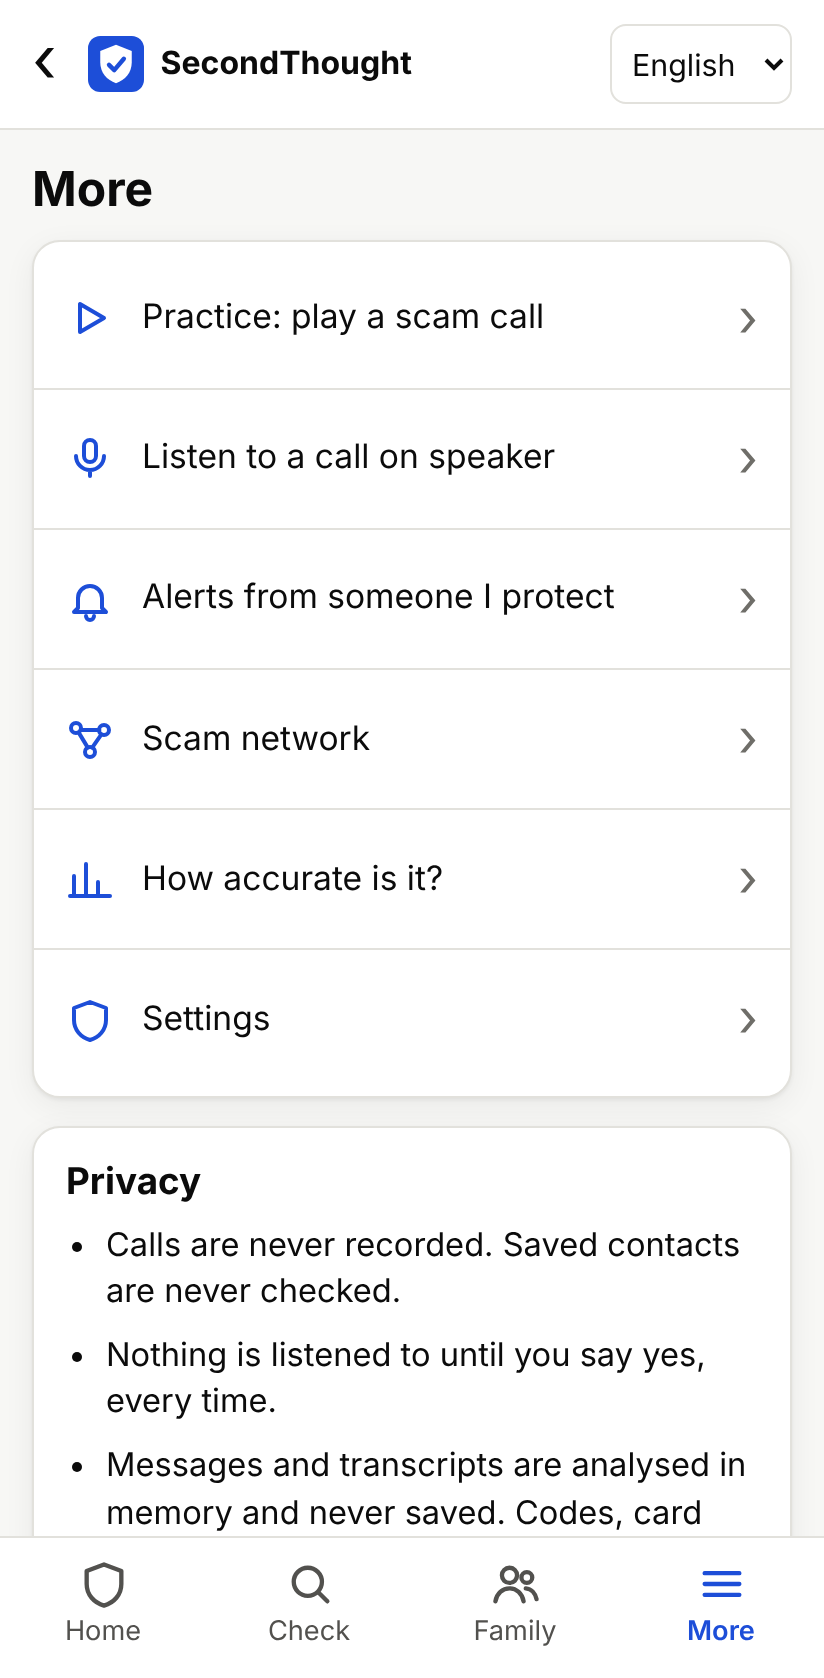 SecondThought
English
More
Practice: play a scam call
Listen to a call on speaker
Alerts from someone I protect
Scam network
How accurate is it?
Settings
Privacy
• Calls are never recorded. Saved contacts
are never checked.
• Nothing is listened to until you say yes,
every time.
• Messages and transcripts are analysed in
memory and never saved. Codes, card
Home
Check
Family
More